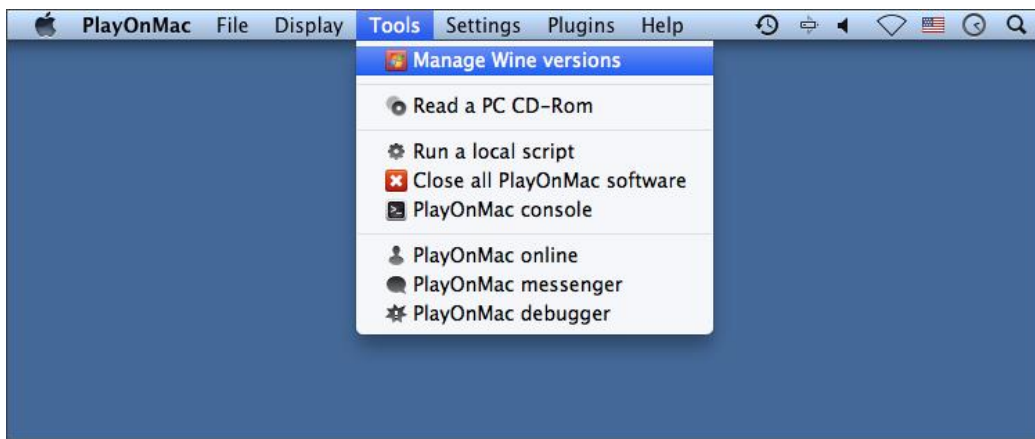 PlayOnMac File Display Tools Settings Plugins Help
Manage Wine versions
Read a PC CD-Rom
Run a local script
Close all PlayOnMac software
PlayOnMac console
PlayOnMac online
PlayOnMac messenger
PlayOnMac debugger